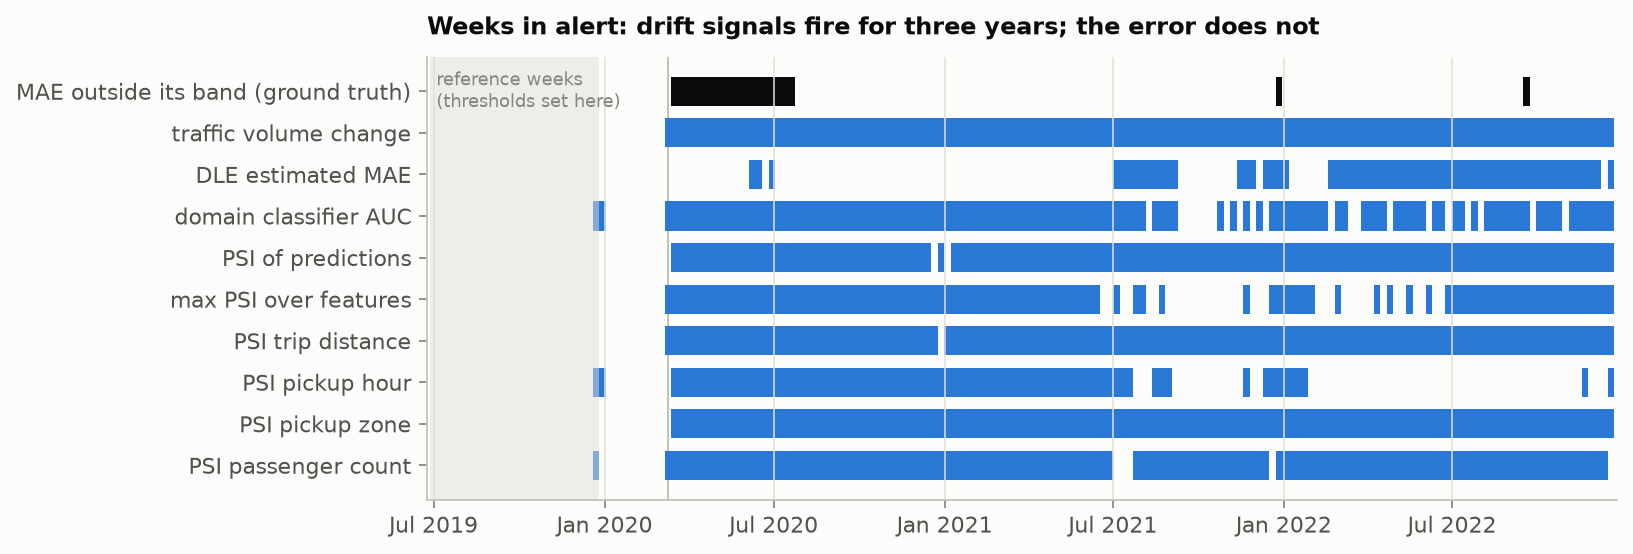 Weeks in alert: drift signals fire for three years; the error does not
reference weeks
(thresholds set here)
MAE outside its band (ground truth)
traffic volume change
DLE estimated MAE
domain classifier AUC
PSI of predictions
max PSI over features
PSI trip distance
PSI pickup hour
PSI pickup zone
PSI passenger count
Jul 2019
Jan 2020
Jul 2020
Jan 2021
Jul 2021
Jan 2022
Jul 2022